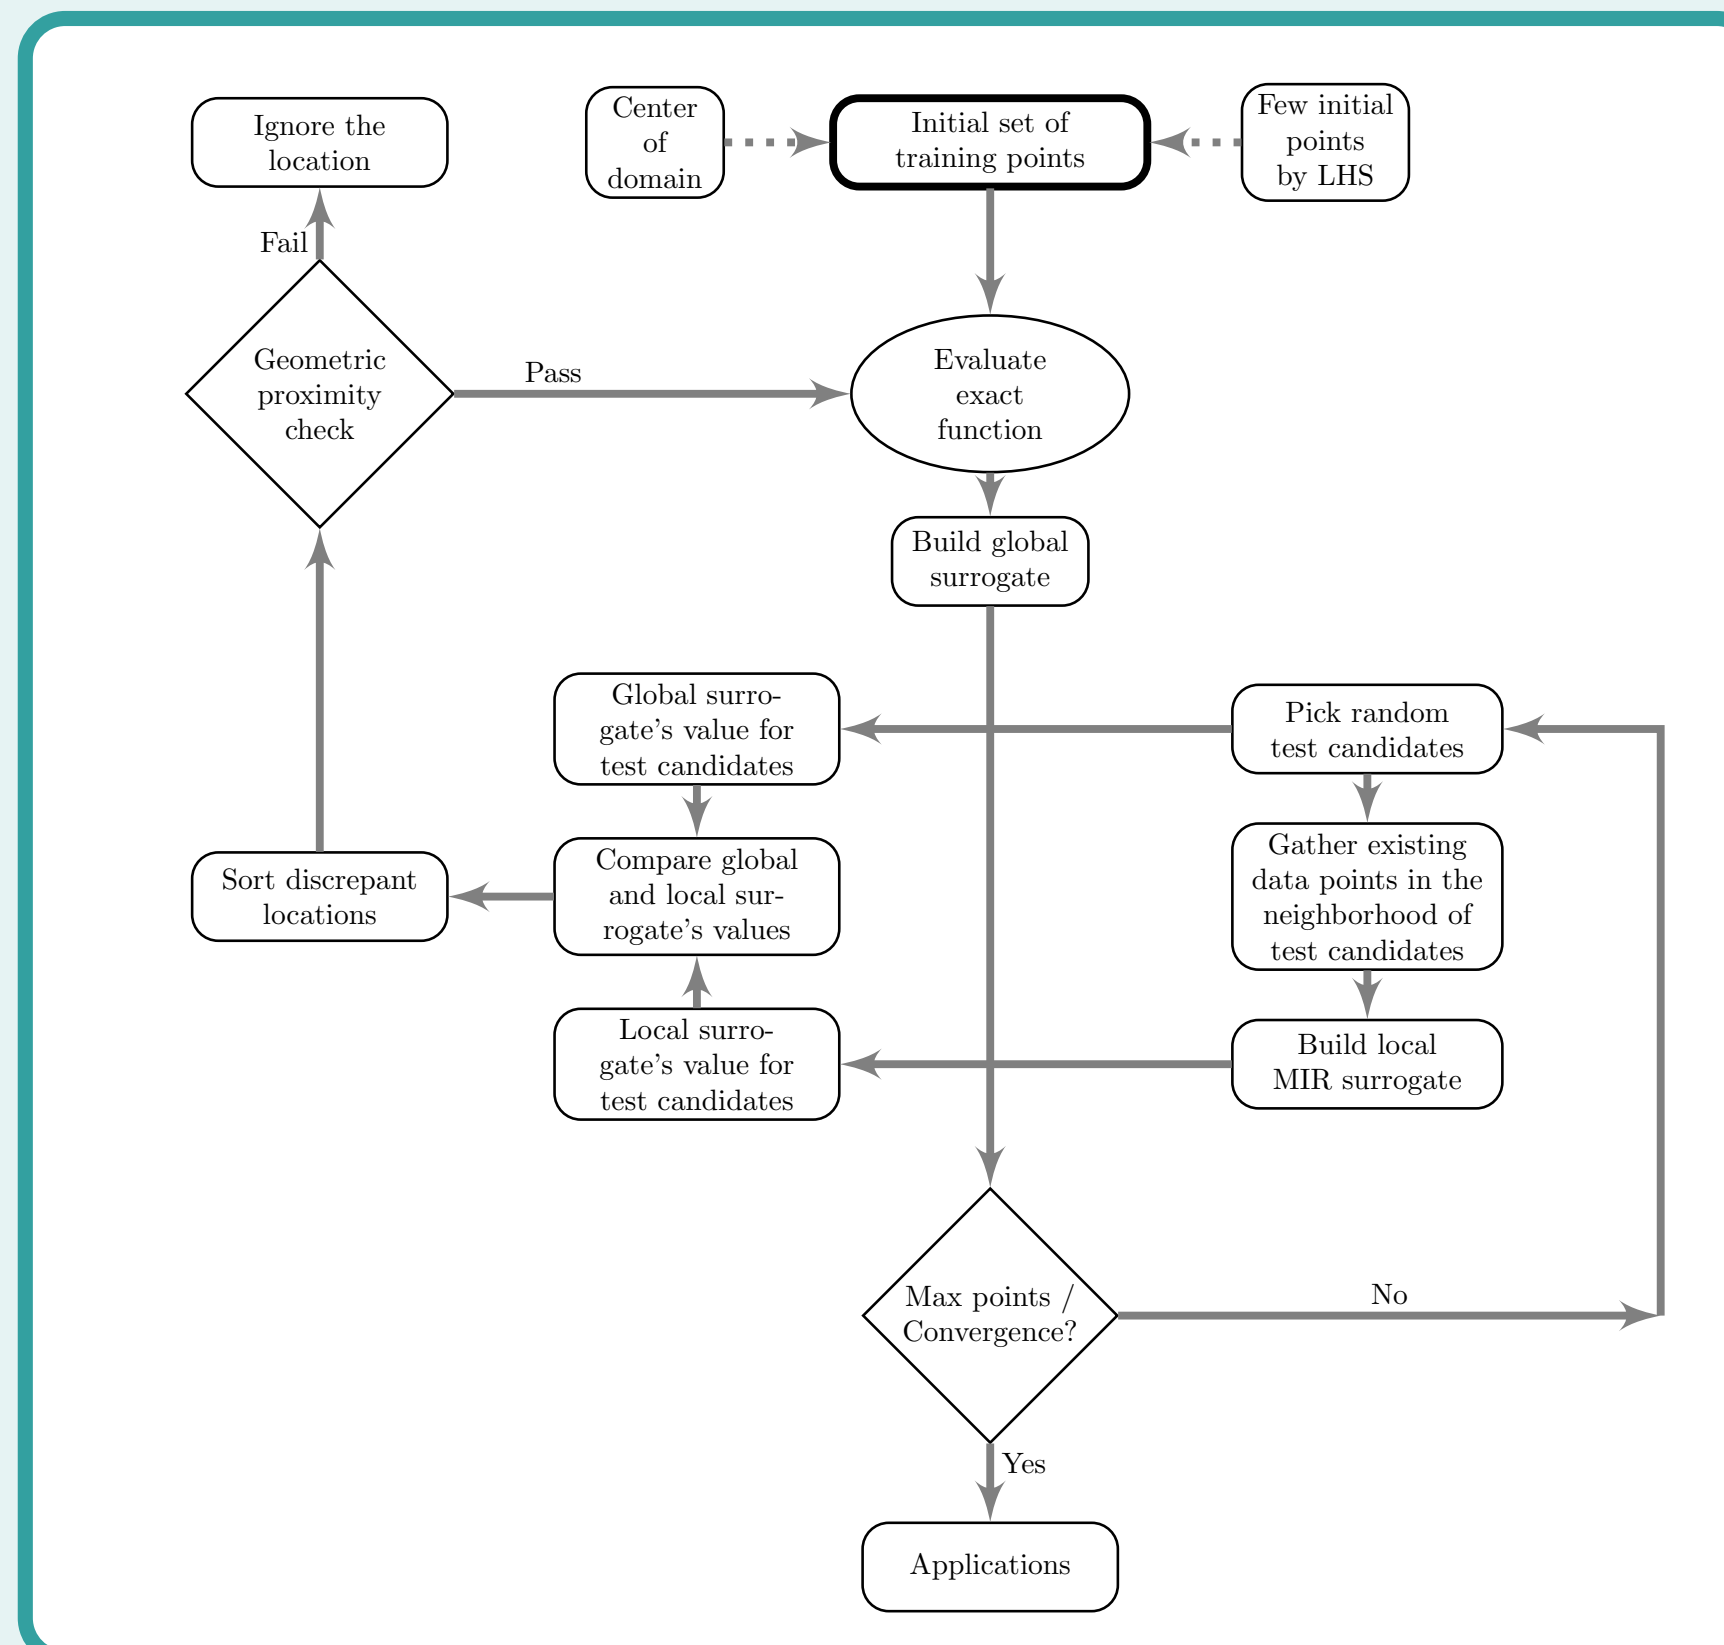 Ignore the
location
Center
of
domain
Initial set of
training points
Few initial
points
by LHS
Fail
Geometric
proximity
check
Pass
Evaluate
exact
function
Build global
surrogate
Global surro-
gate's value for
test candidates
Pick random
test candidates
Compare global
and local sur-
rogate's values
Sort discrepant
locations
Gather existing
data points in the
neighborhood of
test candidates
Local surro-
gate's value for
test candidates
Build local
MIR surrogate
Max points /
Convergence?
No
Yes
Applications